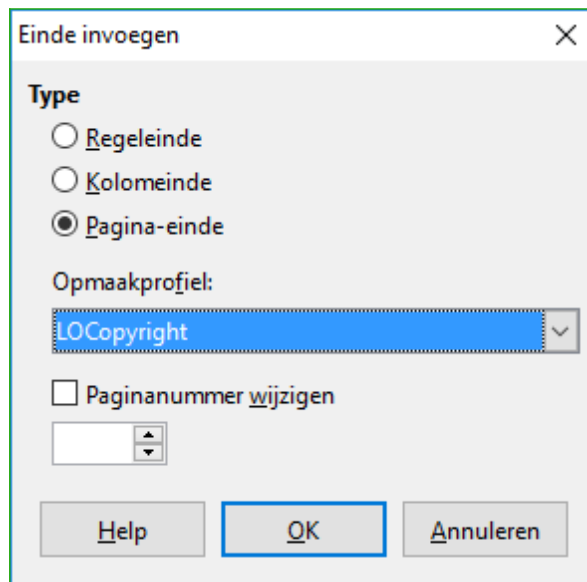 Einde invoegen
Type
Regeleinde
Kolomeinde
Pagina-einde
Opmaakprofiel:
LOCopyright
Paginanummer wijzigen
Help OK Annuleren